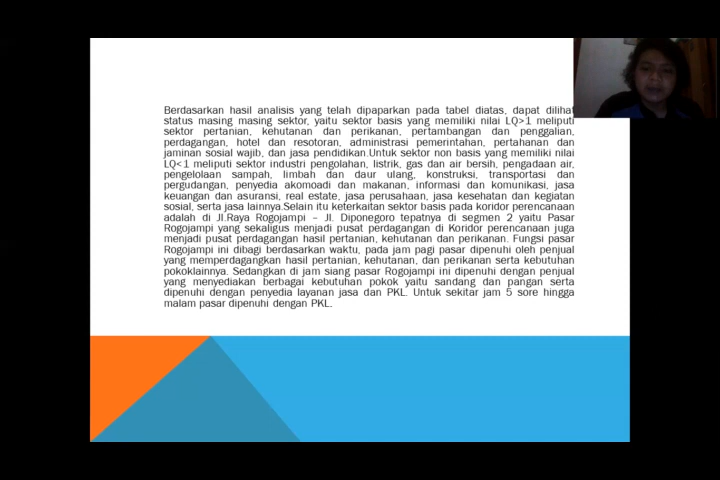 Berdasarkan hasil analisis yang telah dipaparkan pada tabel diatas, dapat dilihat
status masing masing sektor, yaitu sektor basis yang memiliki nilai LQ>1 meliputi
sektor pertanian, kehutanan dan perikanan, pertambangan dan penggalian,
perdagangan, hotel dan resotoran, administrasi pemerintahan, pertahanan dan
jaminan sosial wajib, dan jasa pendidikan.Untuk sektor non basis yang memiliki nilai
LQ<1 meliputi sektor industri pengolahan, listrik, gas dan air bersih, pengadaan air,
pengelolaan sampah, limbah dan daur ulang, konstruksi, transportasi dan
pergudangan, penyedia akomoadi dan makanan, informasi dan komunikasi, jasa
keuangan dan asuransi, real estate, jasa perusahaan, jasa kesehatan dan kegiatan
sosial, serta jasa lainnya.Selain itu keterkaitan sektor basis pada koridor perencanaan
adalah di Jl.Raya Rogojampi – Jl. Diponegoro tepatnya di segmen 2 yaitu Pasar
Rogojampi yang sekaligus menjadi pusat perdagangan di Koridor perencanaan juga
menjadi pusat perdagangan hasil pertanian, kehutanan dan perikanan. Fungsi pasar
Rogojampi ini dibagi berdasarkan waktu, pada jam pagi pasar dipenuhi oleh penjual
yang memperdagangkan hasil pertanian, kehutanan, dan perikanan serta kebutuhan
pokoklainnya. Sedangkan di jam siang pasar Rogojampi ini dipenuhi dengan penjual
yang menyediakan berbagai kebutuhan pokok yaitu sandang dan pangan serta
dipenuhi dengan penyedia layanan jasa dan PKL. Untuk sekitar jam 5 sore hingga
malam pasar dipenuhi dengan PKL.